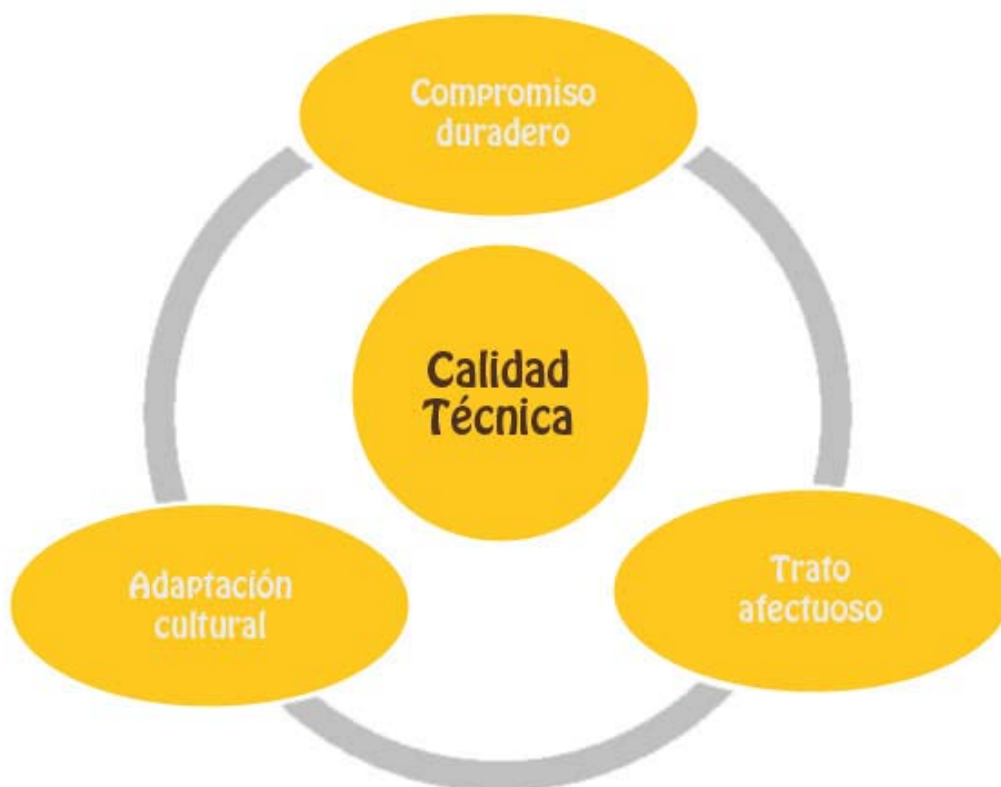 Compromiso
duradero
Calidad
Técnica
Adaptación
cultural
Trato
afectuoso